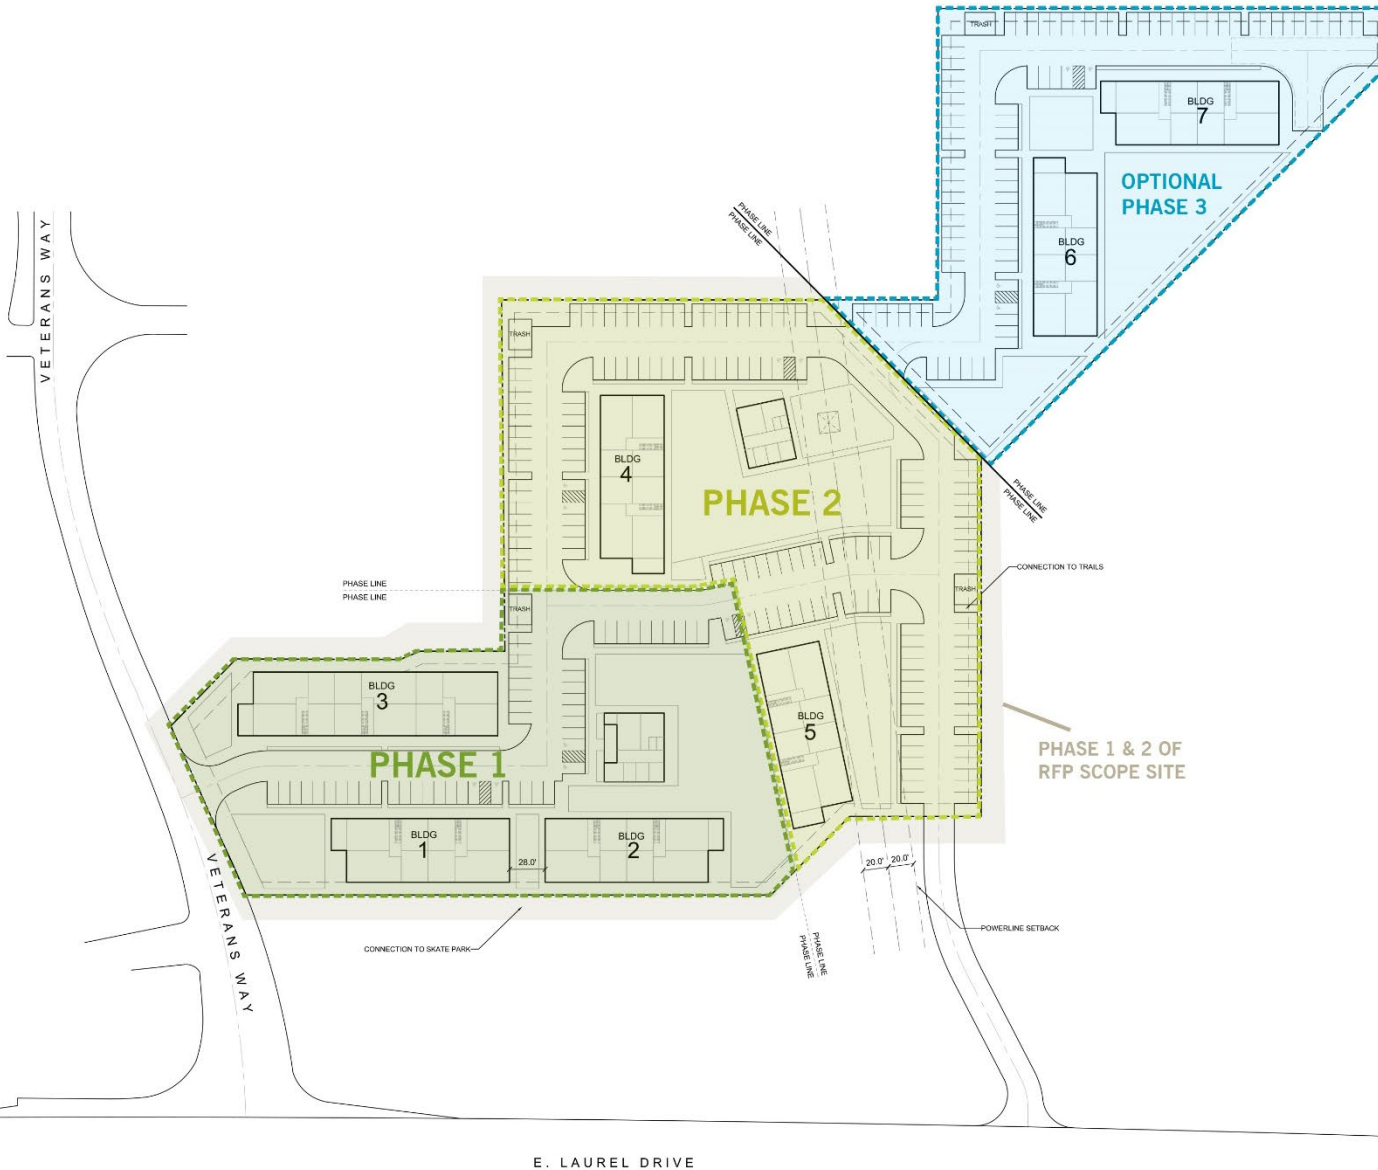 TRASH
BLDG
7
OPTIONAL
PHASE 3
BLDG
6
PHASE LINE
PHASE LINE
VETERANS WAY
TRASH
BLDG
4
PHASE 2
PHASE LINE
PHASE LINE
CONNECTION TO TRAILS
TRASH
PHASE LINE
PHASE LINE
TRASH
BLDG
3
BLDG
5
PHASE 1
PHASE 1 & 2 OF
RFP SCOPE SITE
BLDG
1
BLDG
2
28.0'
20.0'
20.0'
VETERANS WAY
CONNECTION TO SKATE PARK
POWERLINE SETBACK
PHASE LINE
PHASE LINE
E. LAUREL DRIVE